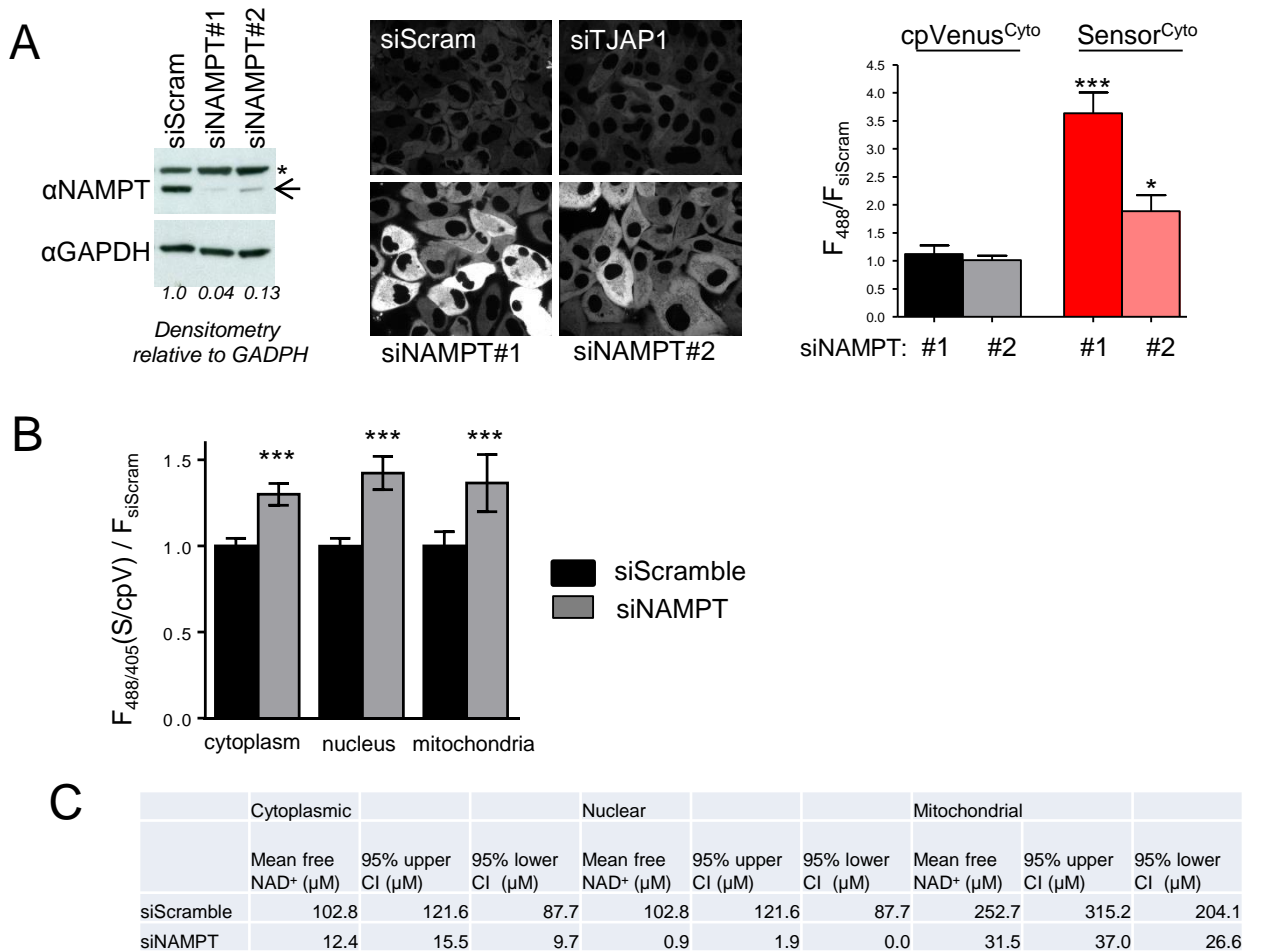 A
siScram
siNAMPT#1
siNAMPT#2
αNAMPT
*
αGAPDH
1.0 0.04 0.13
Densitometry
relative to GADPH
siScram
siTJAP1
siNAMPT#1
siNAMPT#2
cpVenusCyto
SensorCyto
F488/FsiScram
4.5
4.0
3.5
3.0
2.5
2.0
1.5
1.0
0.5
0.0
***
*
siNAMPT: #1 #2 #1 #2
B
F488/405(S/cpV) / FsiScram
1.5
1.0
0.5
0.0
*** *** ***
cytoplasm nucleus mitochondria
siScramble
siNAMPT
C
Cytoplasmic Nuclear Mitochondrial
Mean free 95% upper 95% lower Mean free 95% upper 95% lower Mean free 95% upper 95% lower
NAD+ (µM) CI (µM) CI (µM) NAD+ (µM) CI (µM) CI (µM) NAD+ (µM) CI (µM) CI (µM)
siScramble 102.8 121.6 87.7 102.8 121.6 87.7 252.7 315.2 204.1
siNAMPT 12.4 15.5 9.7 0.9 1.9 0.0 31.5 37.0 26.6